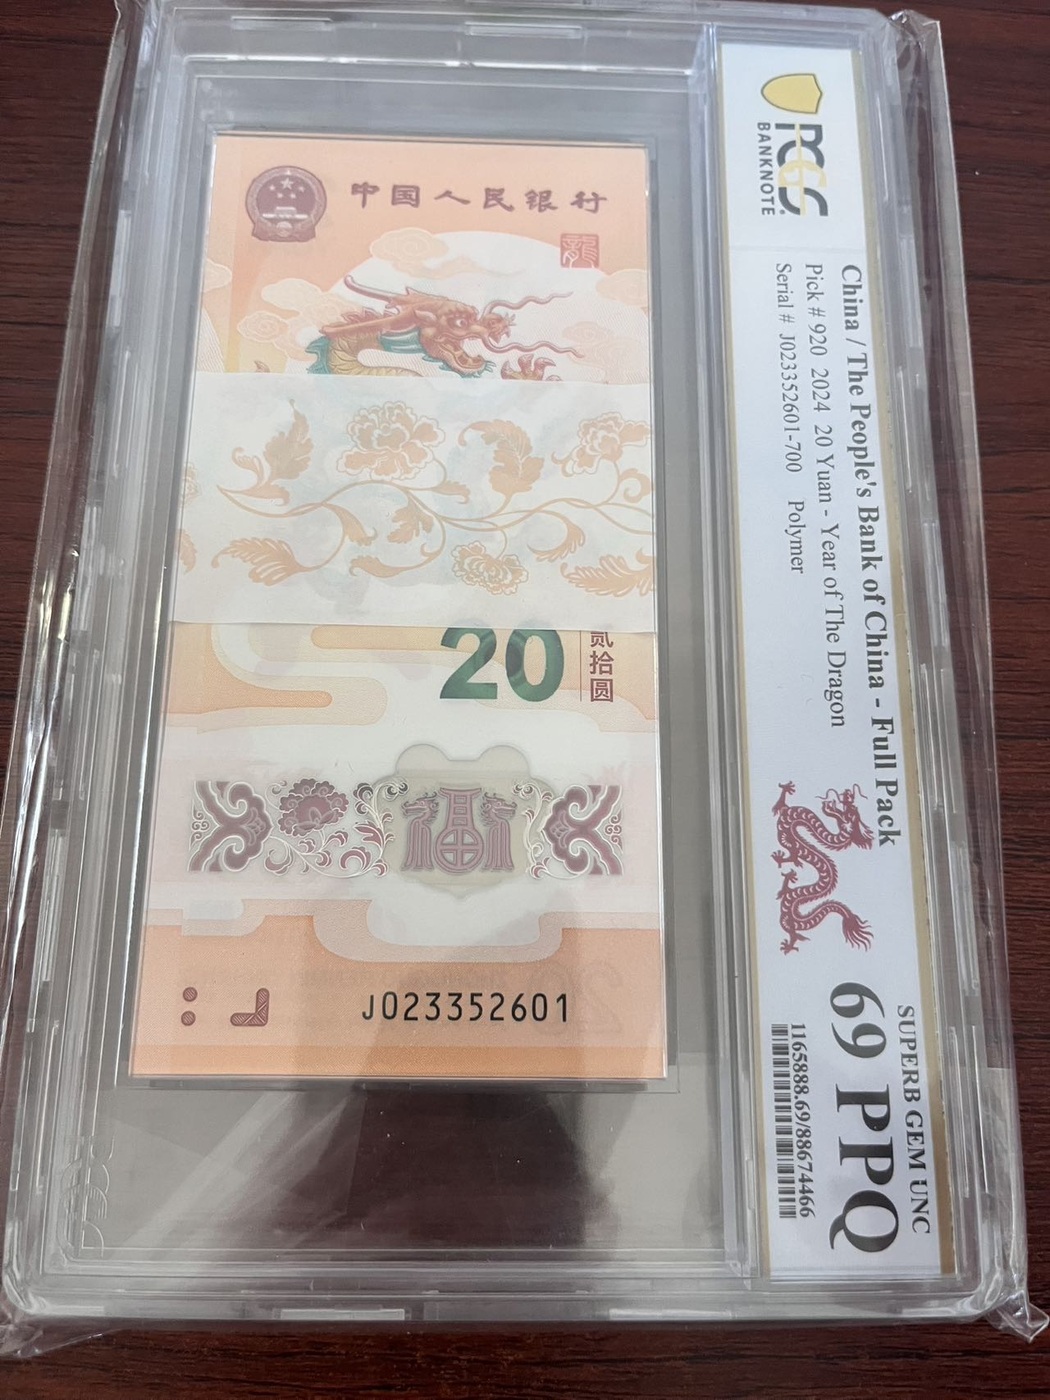 中国人民银行
龍
20
贰拾圆
J023352601
PCGS
BANKNOTE
China / The People's Bank of China - Full Pack
Pick # 920 2024 20 Yuan - Year of The Dragon
Serial # J023352601-700 Polymer
SUPERB GEM UNC
69 PPQ
1165888.69/88674466